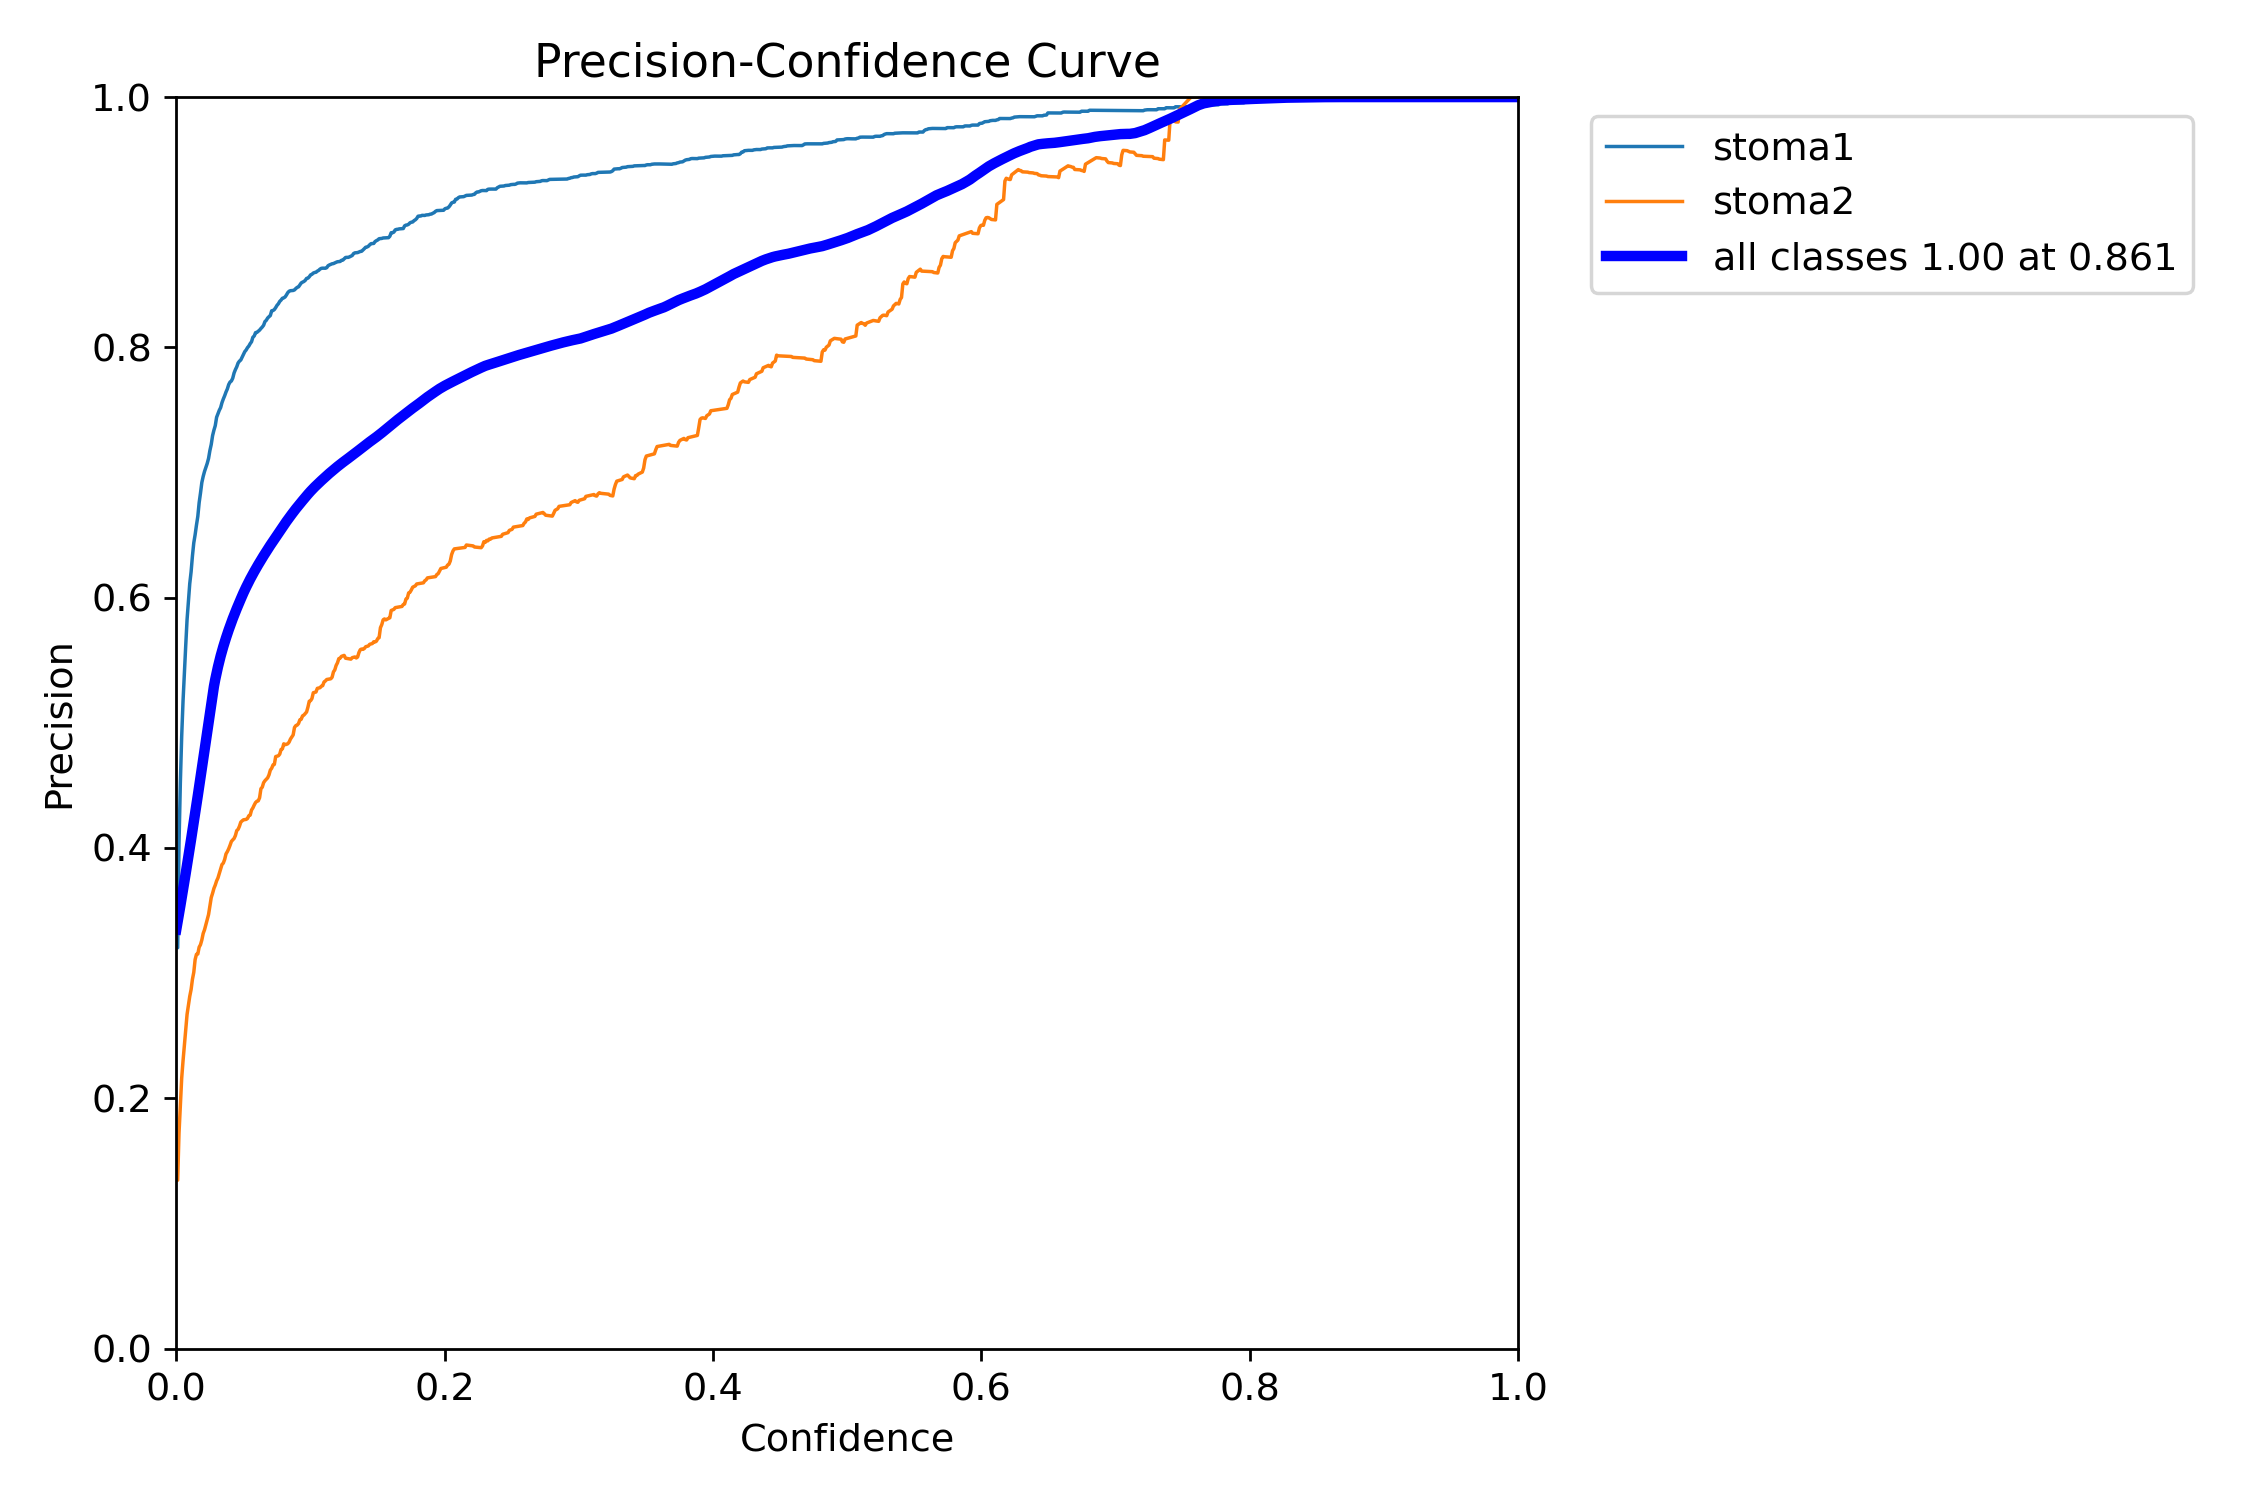 Precision-Confidence Curve
1.0
0.8
0.6
0.4
0.2
0.0
Precision
0.0 0.2 0.4 0.6 0.8 1.0
Confidence
stoma1
stoma2
all classes 1.00 at 0.861